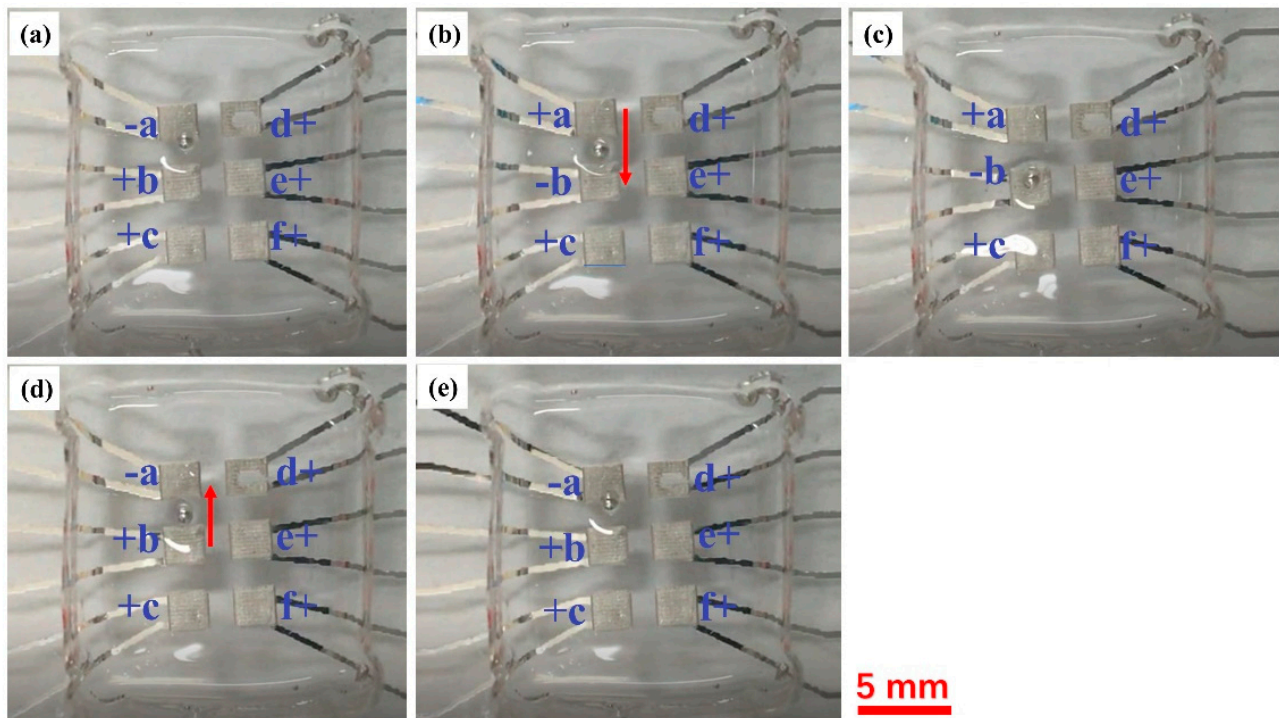 (a)
-a
d+
+b
e+
+c
f+
(b)
+a
d+
-b
e+
+c
f+
(c)
+a
d+
-b
e+
+c
f+
(d)
-a
d+
+b
e+
+c
f+
(e)
-a
d+
+b
e+
+c
f+
5 mm